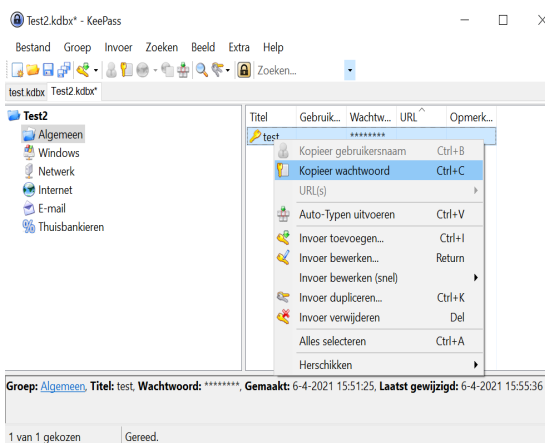 Test2.kdbx* - KeePass
Bestand Groep Invoer Zoeken Beeld Extra Help
Zoeken...
test.kdbx Test2.kdbx*
Test2
Algemeen
Windows
Netwerk
Internet
E-mail
Thuisbankieren
Titel Gebruik... Wachtw... URL Opmerk...
test ********
Kopieer gebruikersnaam Ctrl+B
Kopieer wachtwoord Ctrl+C
URL(s)
Auto-Typen uitvoeren Ctrl+V
Invoer toevoegen... Ctrl+I
Invoer bewerken... Return
Invoer bewerken (snel)
Invoer dupliceren... Ctrl+K
Invoer verwijderen Del
Alles selecteren Ctrl+A
Herschikken
Groep: Algemeen, Titel: test, Wachtwoord: ********, Gemaakt: 6-4-2021 15:51:25, Laatst gewijzigd: 6-4-2021 15:55:36
1 van 1 gekozen Gereed.